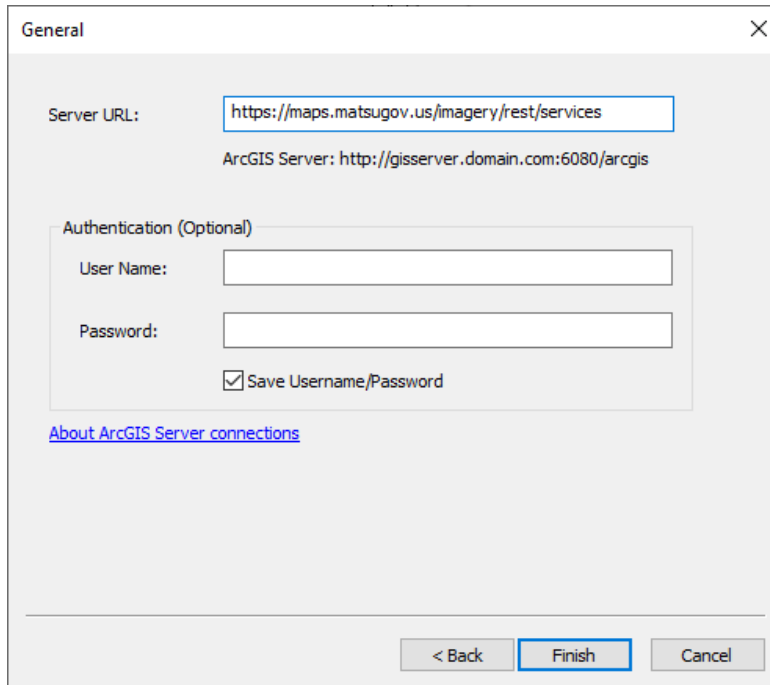 General
Server URL: https://maps.matsugov.us/imagery/rest/services
ArcGIS Server: http://gisserver.domain.com:6080/arcgis
Authentication (Optional)
User Name:
Password:
Save Username/Password
About ArcGIS Server connections
< Back Finish Cancel